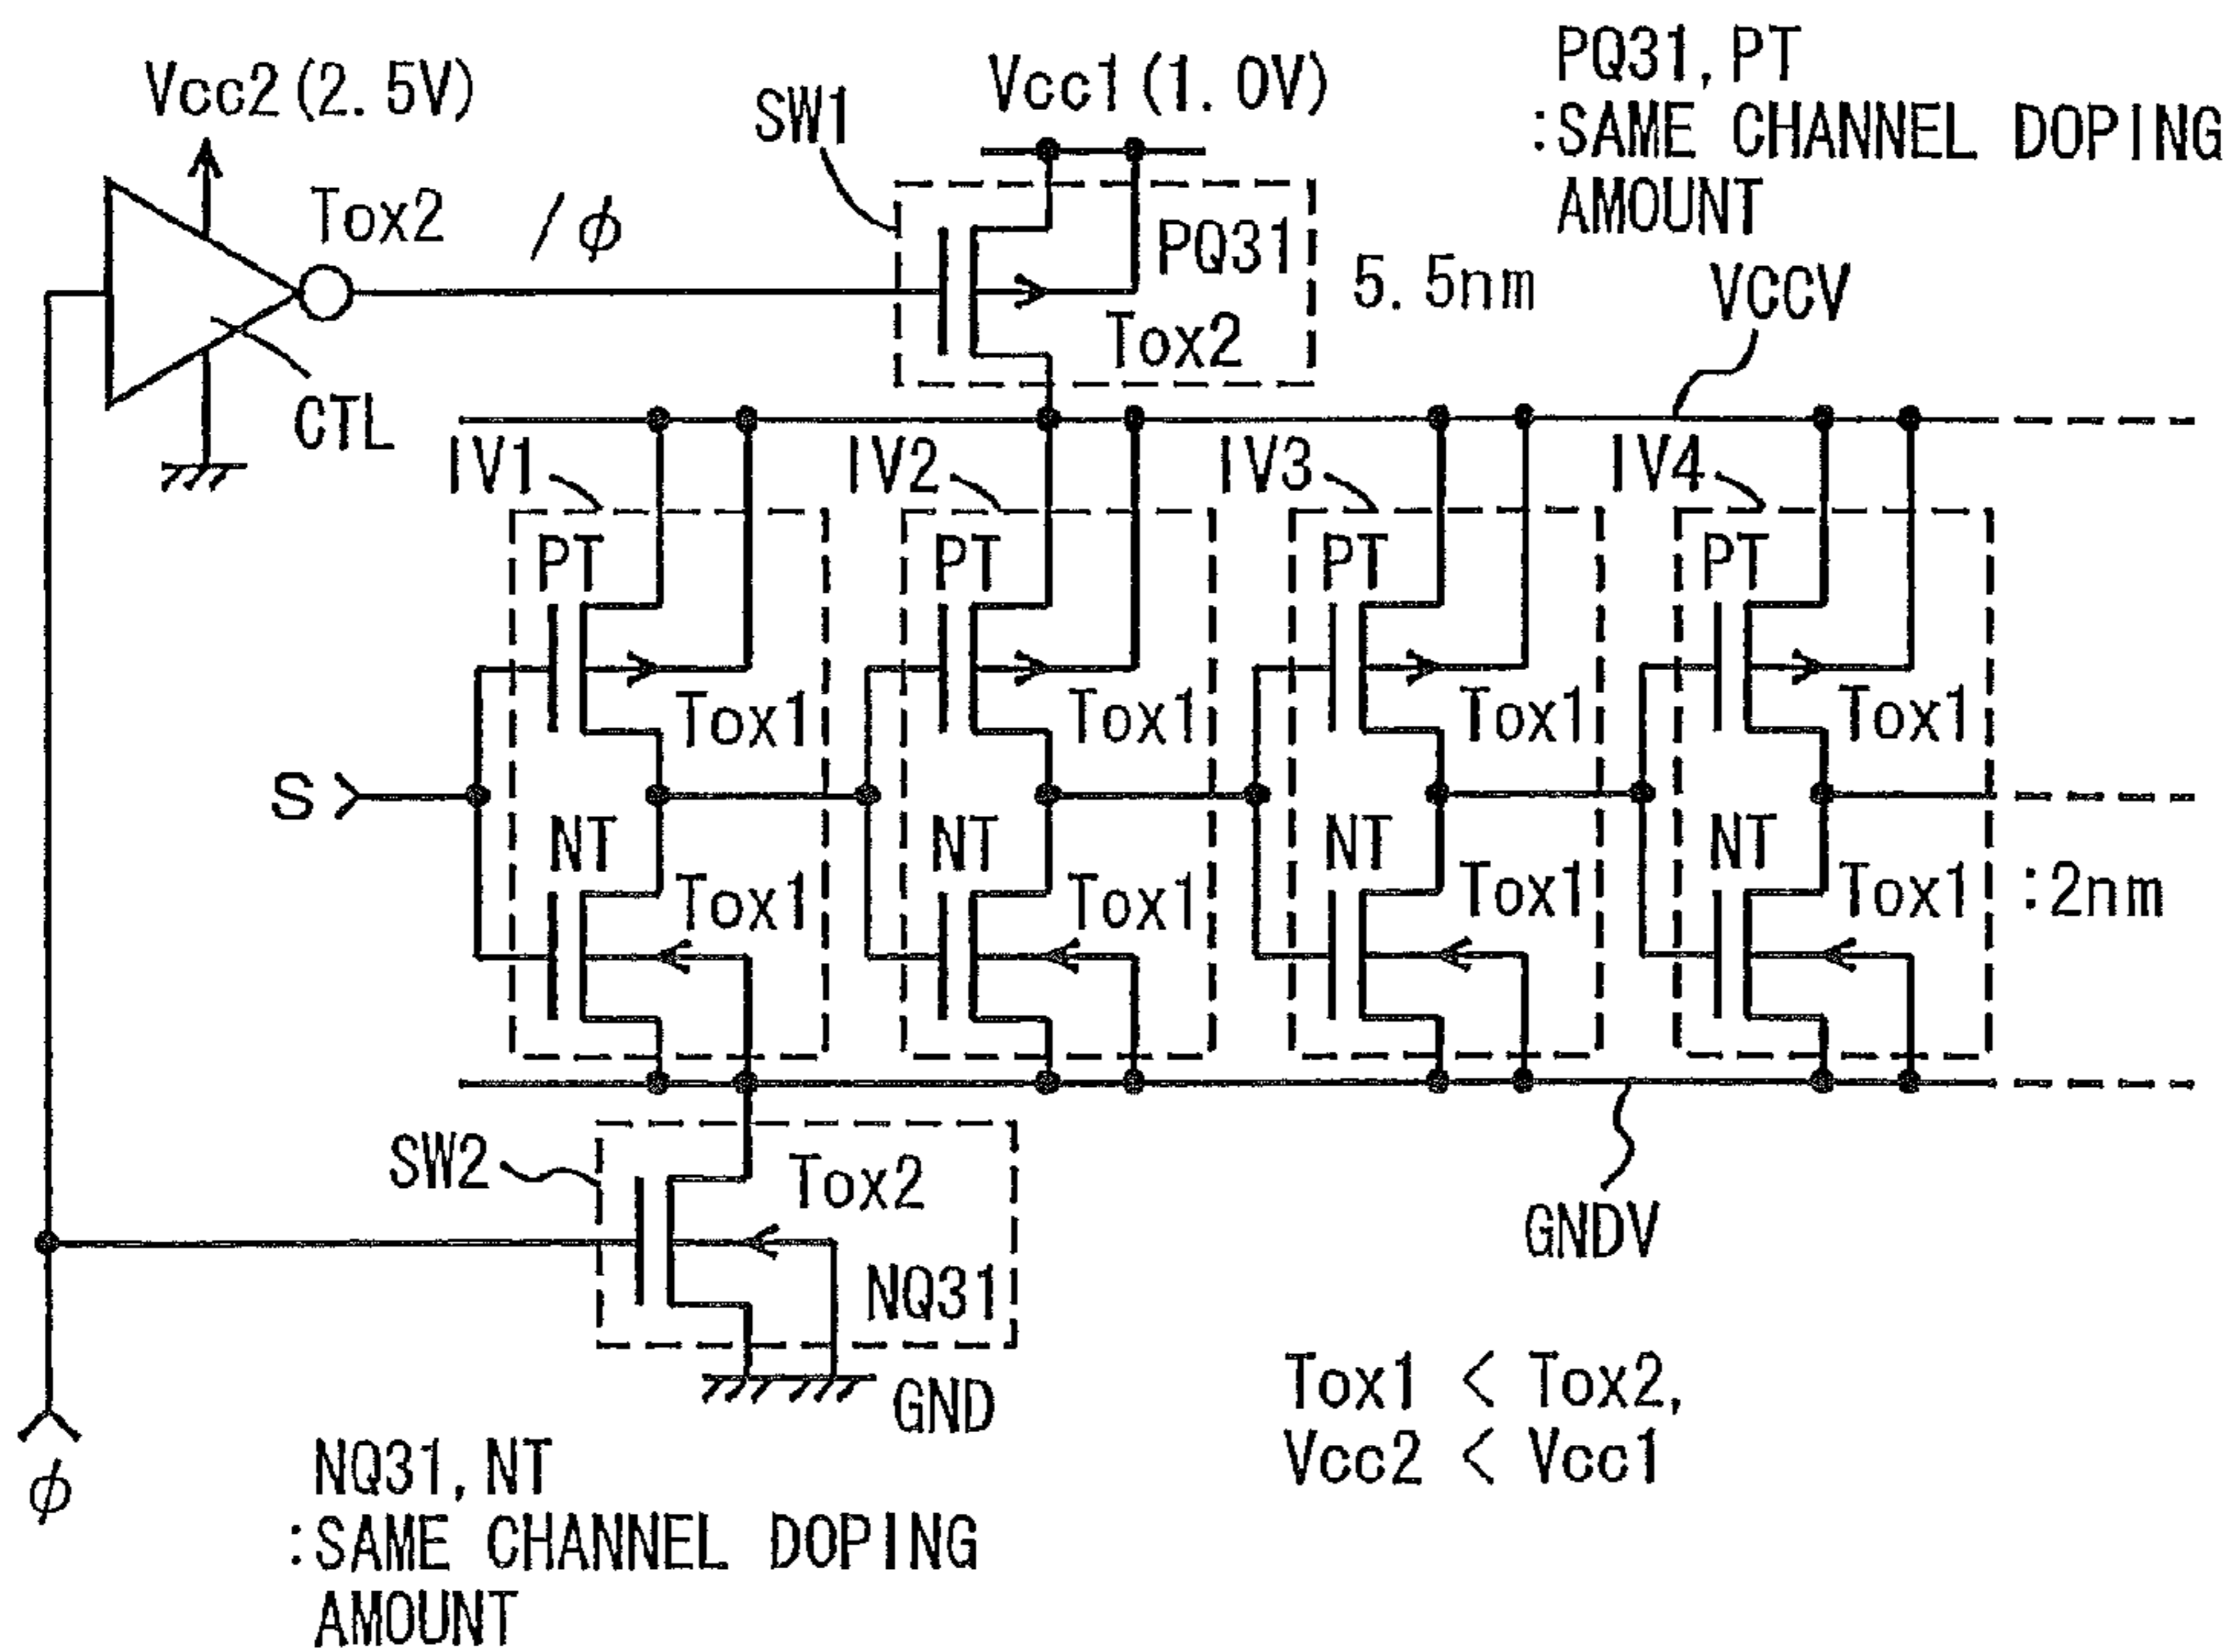 Vcc2(2.5V)
SW1
Vcc1(1.0V)
PQ31,PT
:SAME CHANNEL DOPING
AMOUNT
Tox2
/φ
PQ31
5.5nm
Tox2
VCCV
CTL
IV1
IV2
IV3
IV4
PT
PT
PT
PT
Tox1
Tox1
Tox1
Tox1
S
NT
NT
NT
NT
Tox1
Tox1
Tox1
Tox1
:2nm
SW2
Tox2
NQ31
GNDV
GND
Tox1 < Tox2,
Vcc2 < Vcc1
φ
NQ31,NT
:SAME CHANNEL DOPING
AMOUNT